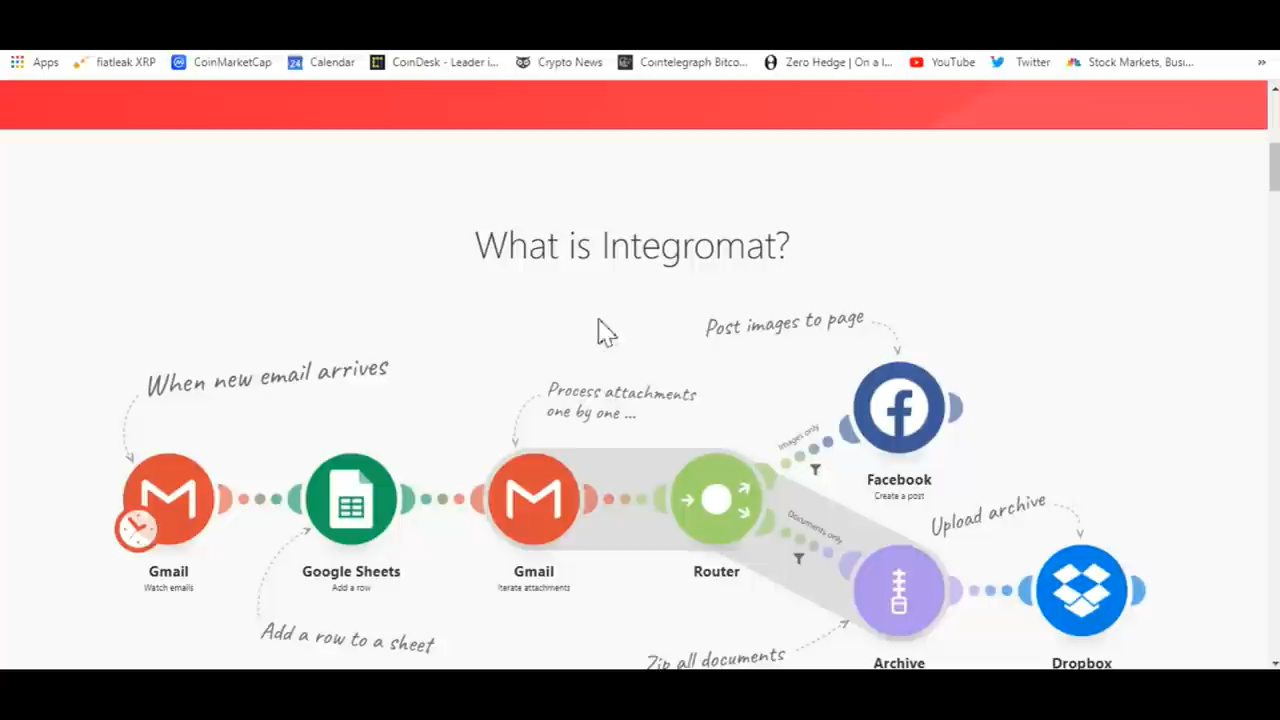 Apps fiatleak XRP CoinMarketCap 24 Calendar CoinDesk - Leader i... Crypto News Cointelegraph Bitco... Zero Hedge | On a l... YouTube Twitter Stock Markets, Busi... »
What is Integromat?
Post images to page
When new email arrives
Process attachments
one by one ...
Images only
Facebook
Create a post
Upload archive
Documents only
Gmail
Watch emails
Google Sheets
Add a row
Gmail
Iterate attachments
Router
Add a row to a sheet
Zip all documents
Archive
Dropbox